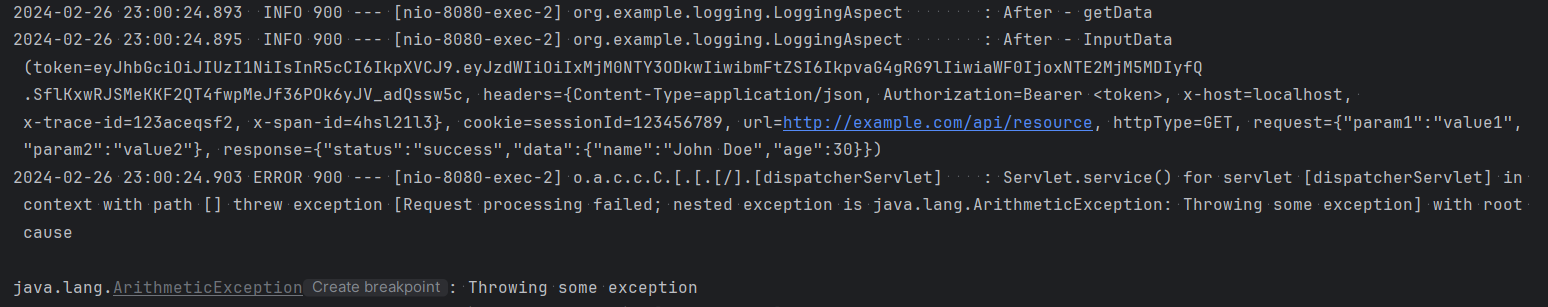 2024-02-26 23:00:24.893  INFO 900 --- [nio-8080-exec-2] org.example.logging.LoggingAspect        : After - getData
2024-02-26 23:00:24.895  INFO 900 --- [nio-8080-exec-2] org.example.logging.LoggingAspect        : After - InputData
(token=eyJhbGciOiJIUzI1NiIsInR5cCI6IkpXVCJ9.eyJzdWIiOiIxMjM0NTY3ODkwIiwibmFtZSI6IkpvaG4gRG9lIiwiaWF0IjoxNTE2MjM5MDIyfQ
.SflKxwRJSMeKKF2QT4fwpMeJf36POk6yJV_adQssw5c, headers={Content-Type=application/json, Authorization=Bearer <token>, x-host=localhost,
x-trace-id=123aceqsf2, x-span-id=4hsl21l3}, cookie=sessionId=123456789, url=http://example.com/api/resource, httpType=GET, request={"param1":"value1",
"param2":"value2"}, response={"status":"success","data":{"name":"John Doe","age":30}})
2024-02-26 23:00:24.903 ERROR 900 --- [nio-8080-exec-2] o.a.c.c.C.[.[.[/].[dispatcherServlet]    : Servlet.service() for servlet [dispatcherServlet] in
context with path [] threw exception [Request processing failed; nested exception is java.lang.ArithmeticException: Throwing some exception] with root
cause
java.lang.ArithmeticException Create breakpoint : Throwing some exception